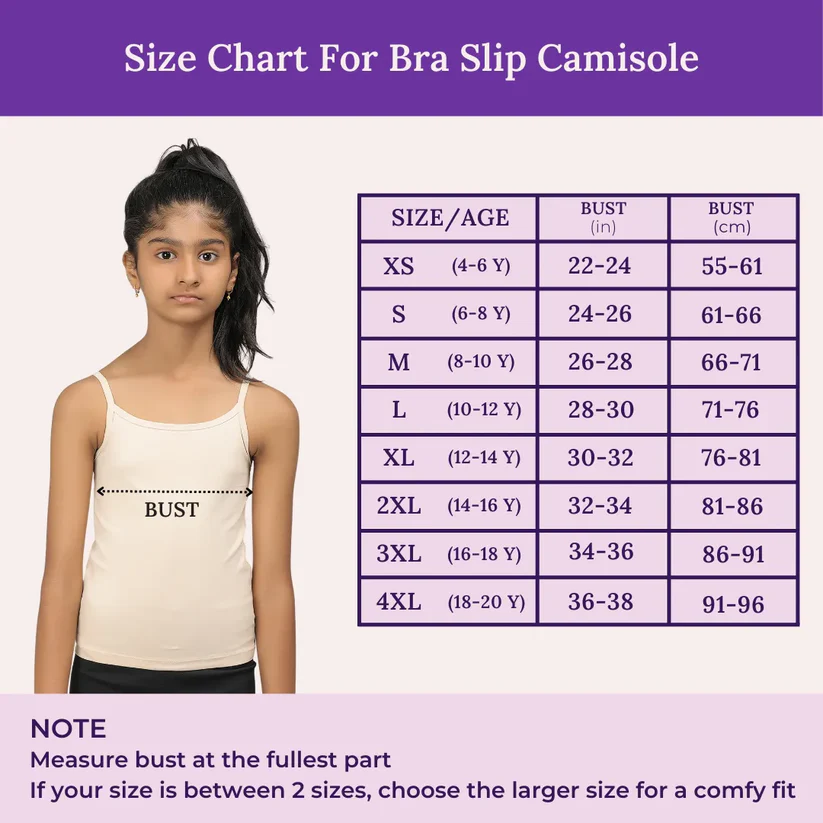 Size Chart For Bra Slip Camisole
SIZE/AGE BUST (in) BUST (cm)
XS (4-6 Y) 22-24 55-61
S (6-8 Y) 24-26 61-66
M (8-10 Y) 26-28 66-71
L (10-12 Y) 28-30 71-76
XL (12-14 Y) 30-32 76-81
2XL (14-16 Y) 32-34 81-86
3XL (16-18 Y) 34-36 86-91
4XL (18-20 Y) 36-38 91-96
BUST
NOTE
Measure bust at the fullest part
If your size is between 2 sizes, choose the larger size for a comfy fit